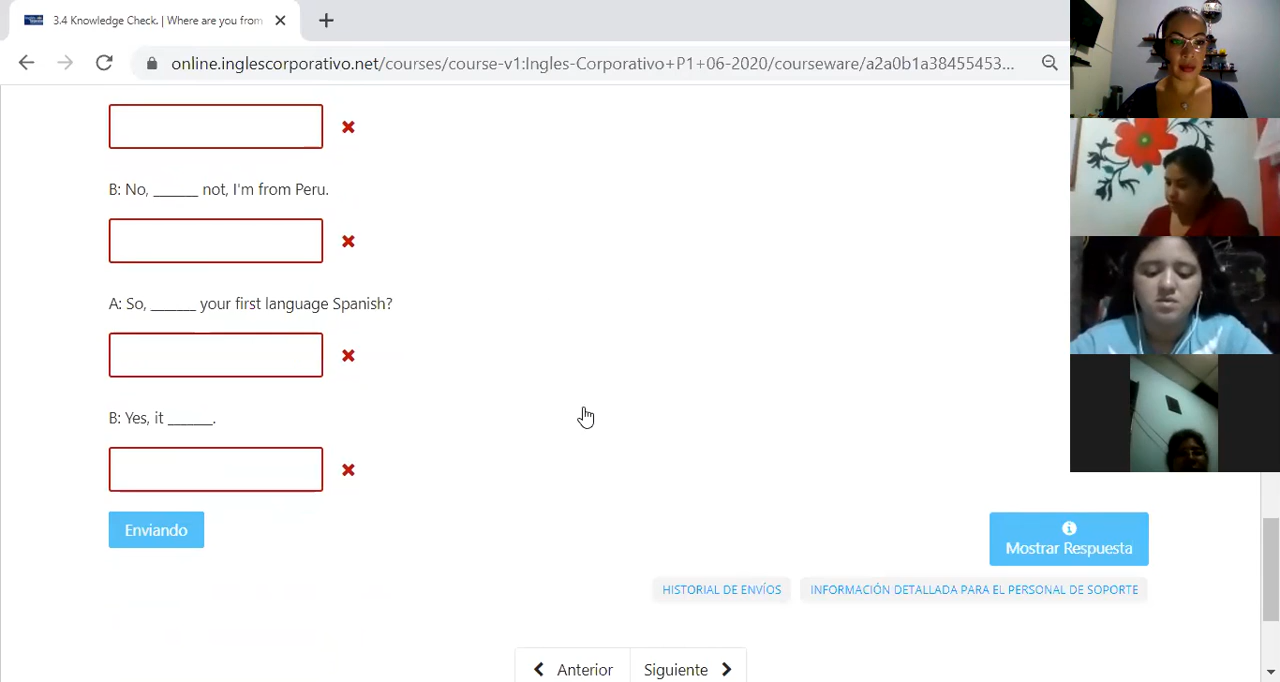 3.4 Knowledge Check. | Where are you from
online.inglescorporativo.net/courses/course-v1:Ingles-Corporativo+P1+06-2020/courseware/a2a0b1a38455453...
B: No, ______ not, I'm from Peru.
A: So, ______ your first language Spanish?
B: Yes, it ______.
Enviando
Mostrar Respuesta
HISTORIAL DE ENVÍOS
INFORMACIÓN DETALLADA PARA EL PERSONAL DE SOPORTE
Anterior
Siguiente